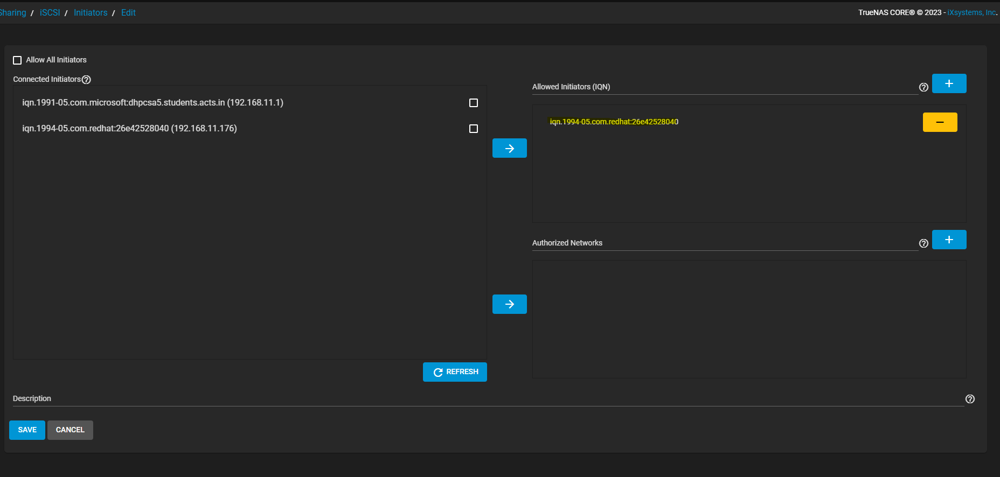 Sharing / iSCSI / Initiators / Edit
TrueNAS CORE® © 2023 - iXsystems, Inc.
Allow All Initiators
Connected Initiators
iqn.1991-05.com.microsoft:dhpcsa5.students.acts.in (192.168.11.1)
iqn.1994-05.com.redhat:26e42528040 (192.168.11.176)
REFRESH
Allowed Initiators (IQN)
iqn.1994-05.com.redhat:26e42528040
Authorized Networks
Description
SAVE
CANCEL